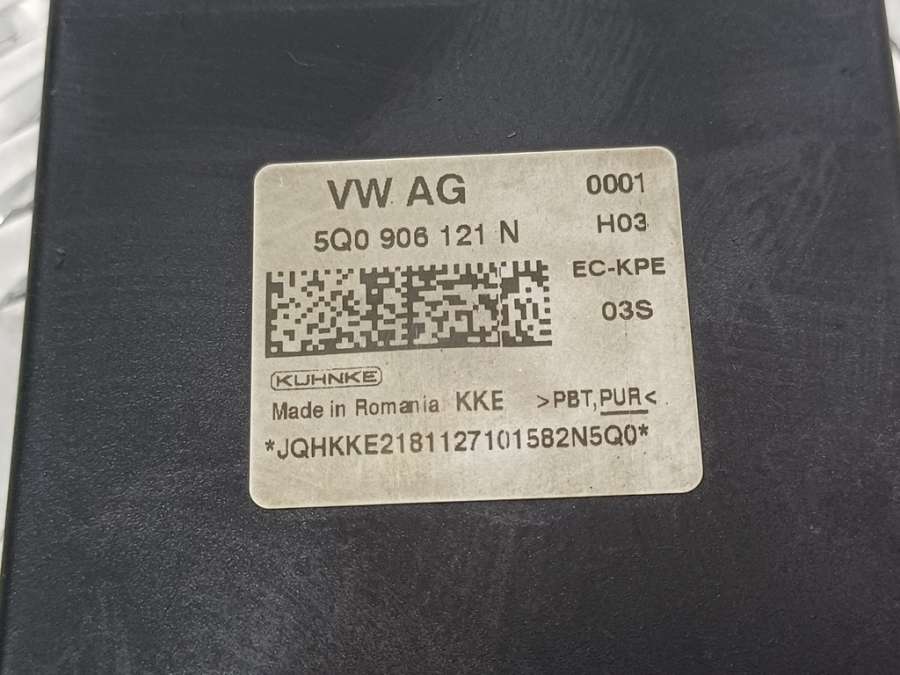 VW AG 0001
5Q0 906 121 N H03
EC-KPE
03S
KUHNKE
Made in Romania KKE >PBT,PUR<
*JQHKKE2181127101582N5Q0*